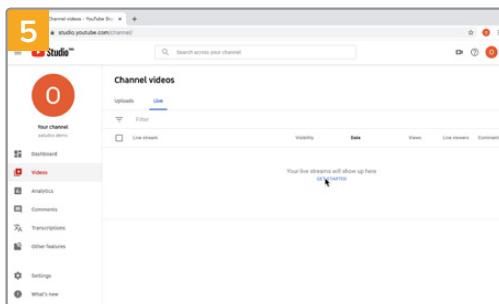 5
Channel videos - YouTube Stu
studio.youtube.com/channel/
Studio
Search across your channel
O
O
O
Your channel
Channel videos
Uploads Live
Filter
Live stream Visibility Date Views Live viewers Comment
Your live streams will show up here
GET STARTED
Dashboard
Videos
Analytics
Comments
Transcriptions
Other features
Settings
What's new